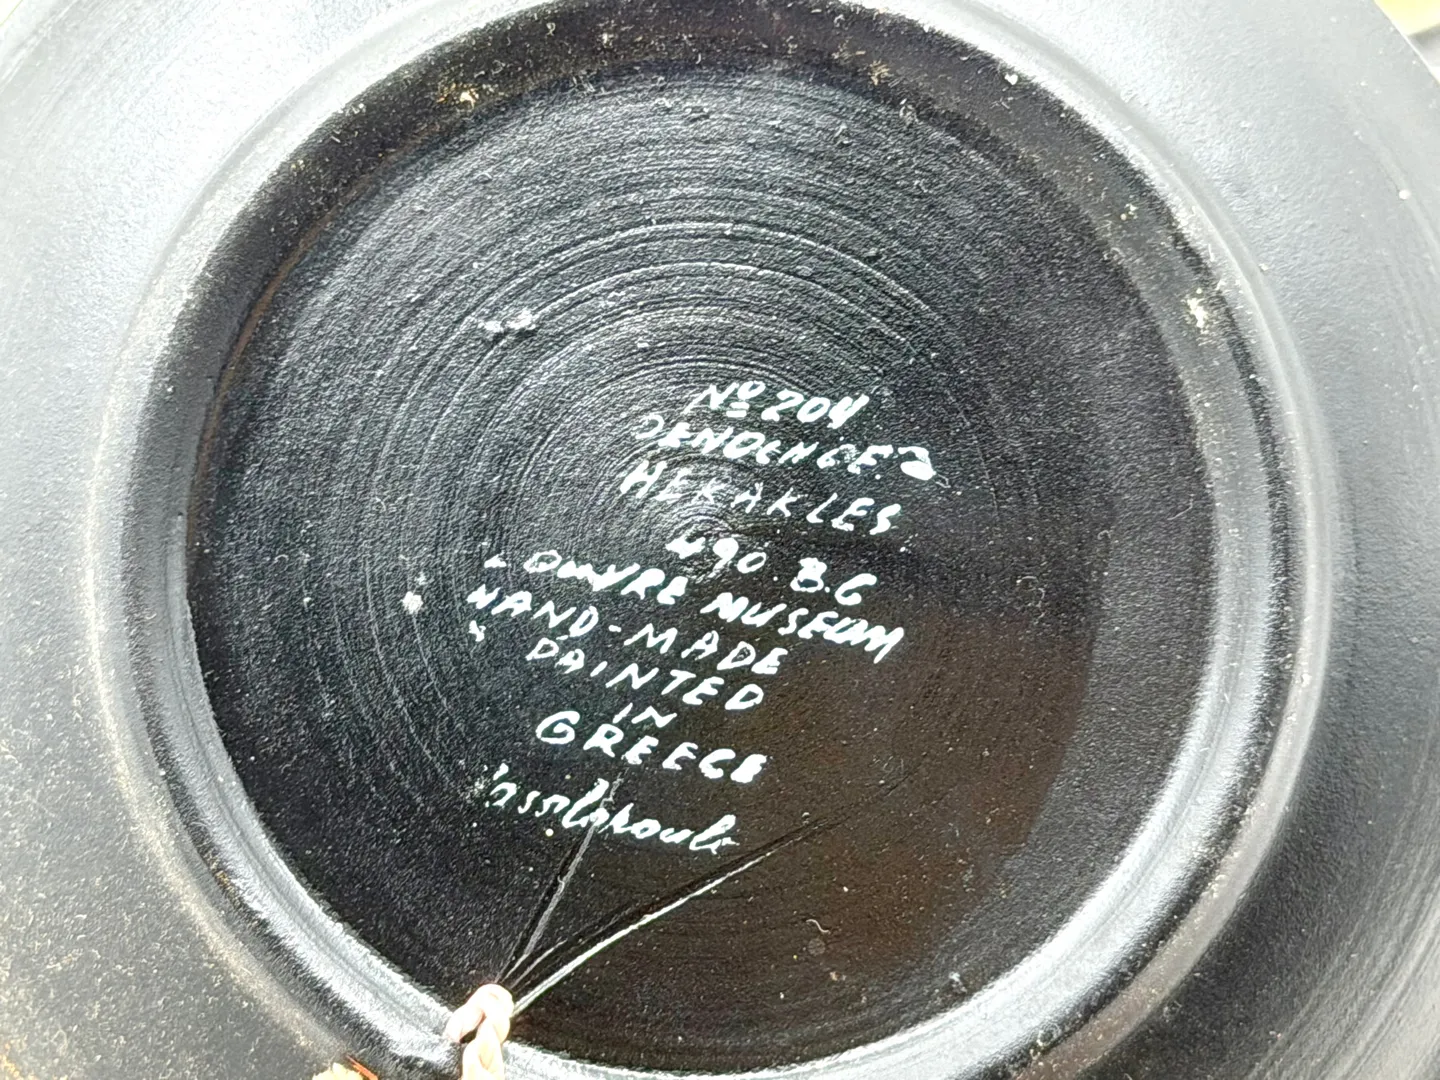 Nº 204
HERAKLES
490 B.C
LOUVRE MUSEUM
HAND-MADE
PAINTED
IN
GREECE